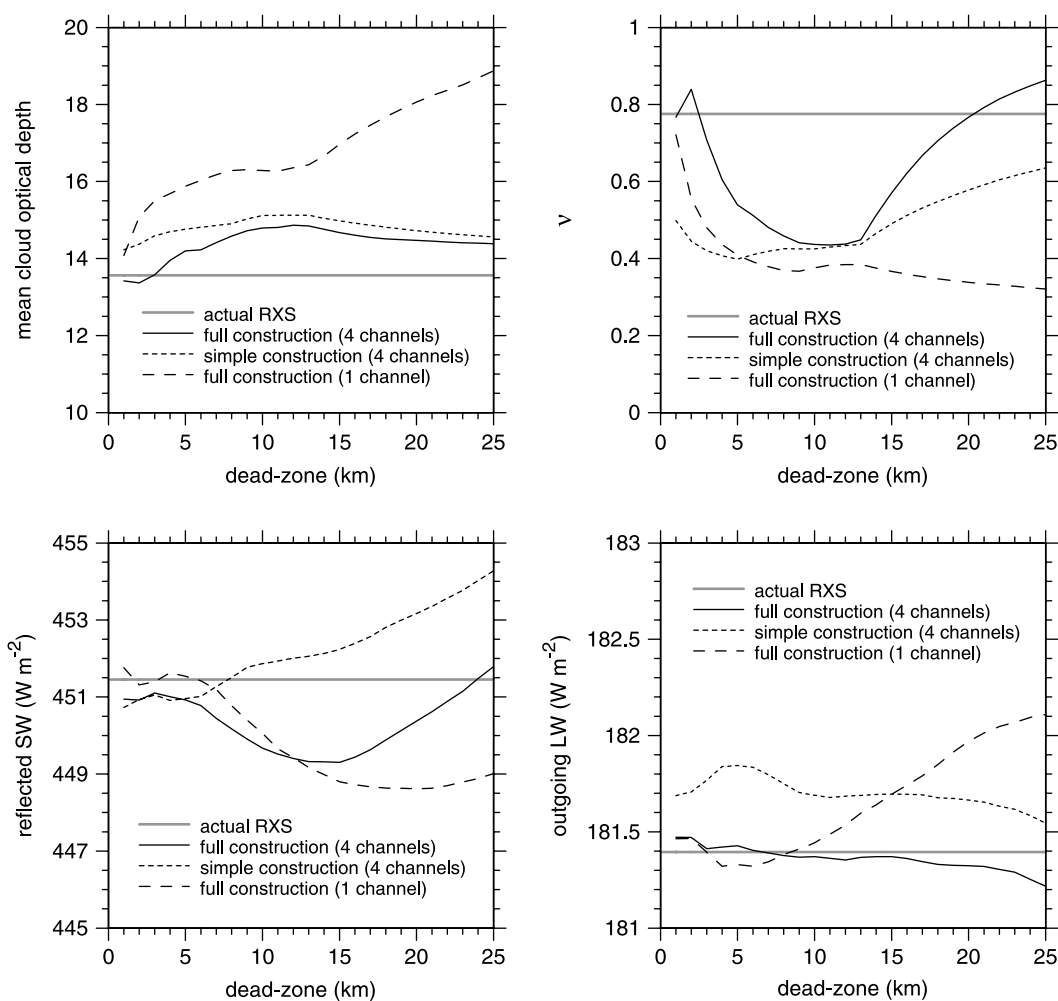 mean cloud optical depth
20
18
16
14
12
10
actual RXS
full construction (4 channels)
simple construction (4 channels)
full construction (1 channel)
0 5 10 15 20 25
dead-zone (km)
ν
1
0.8
0.6
0.4
0.2
0
actual RXS
full construction (4 channels)
simple construction (4 channels)
full construction (1 channel)
0 5 10 15 20 25
dead-zone (km)
reflected SW (W m⁻²)
455
453
451
449
447
445
actual RXS
full construction (4 channels)
simple construction (4 channels)
full construction (1 channel)
0 5 10 15 20 25
dead-zone (km)
outgoing LW (W m⁻²)
183
182.5
182
181.5
181
actual RXS
full construction (4 channels)
simple construction (4 channels)
full construction (1 channel)
0 5 10 15 20 25
dead-zone (km)